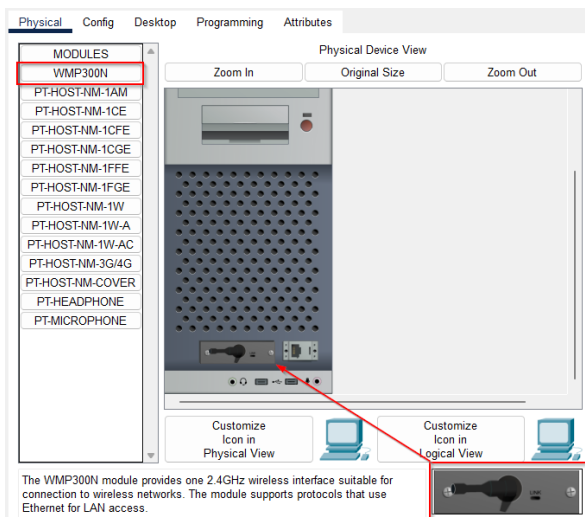 Physical Config Desktop Programming Attributes
MODULES
WMP300N
PT-HOST-NM-1AM
PT-HOST-NM-1CE
PT-HOST-NM-1CFE
PT-HOST-NM-1CGE
PT-HOST-NM-1FFE
PT-HOST-NM-1FGE
PT-HOST-NM-1W
PT-HOST-NM-1W-A
PT-HOST-NM-1W-AC
PT-HOST-NM-3G/4G
PT-HOST-NM-COVER
PT-HEADPHONE
PT-MICROPHONE
Physical Device View
Zoom In Original Size Zoom Out
Customize
Icon in
Physical View
Customize
Icon in
Logical View
The WMP300N module provides one 2.4GHz wireless interface suitable for
connection to wireless networks. The module supports protocols that use
Ethernet for LAN access.
LINK